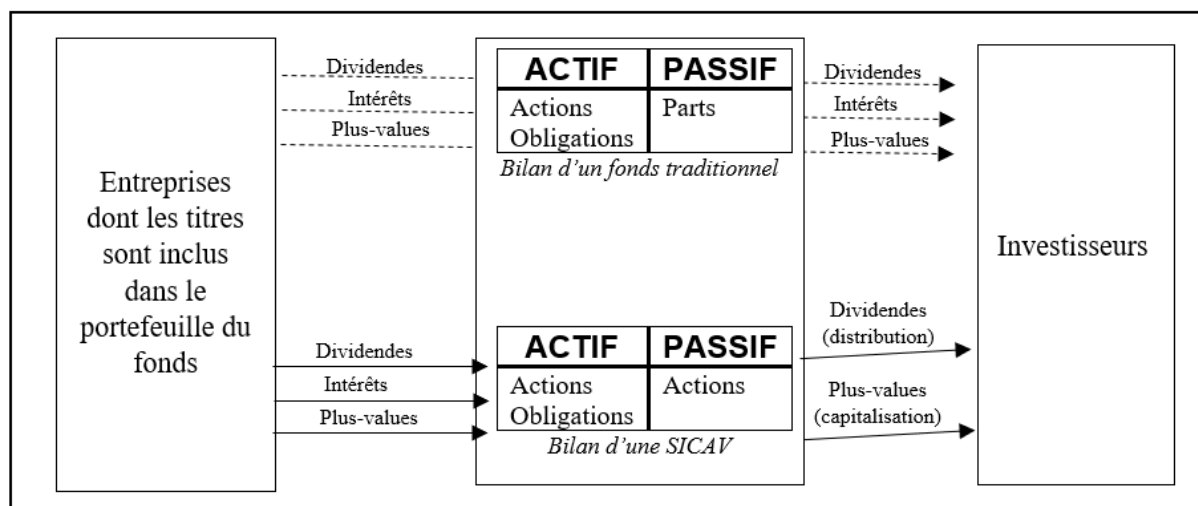 Entreprises
dont les titres
sont inclus
dans le
portefeuille du
fonds
Dividendes
Intérêts
Plus-values
ACTIF PASSIF
Actions Parts
Obligations
Bilan d'un fonds traditionnel
Dividendes
Intérêts
Plus-values
Dividendes
Intérêts
Plus-values
ACTIF PASSIF
Actions Actions
Obligations
Bilan d'une SICAV
Dividendes
(distribution)
Plus-values
(capitalisation)
Investisseurs